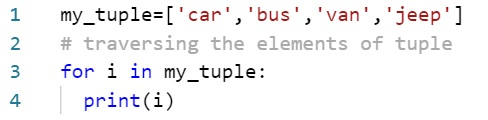 1 my_tuple=['car','bus','van','jeep']
2 # traversing the elements of tuple
3 for i in my_tuple:
4   print(i)